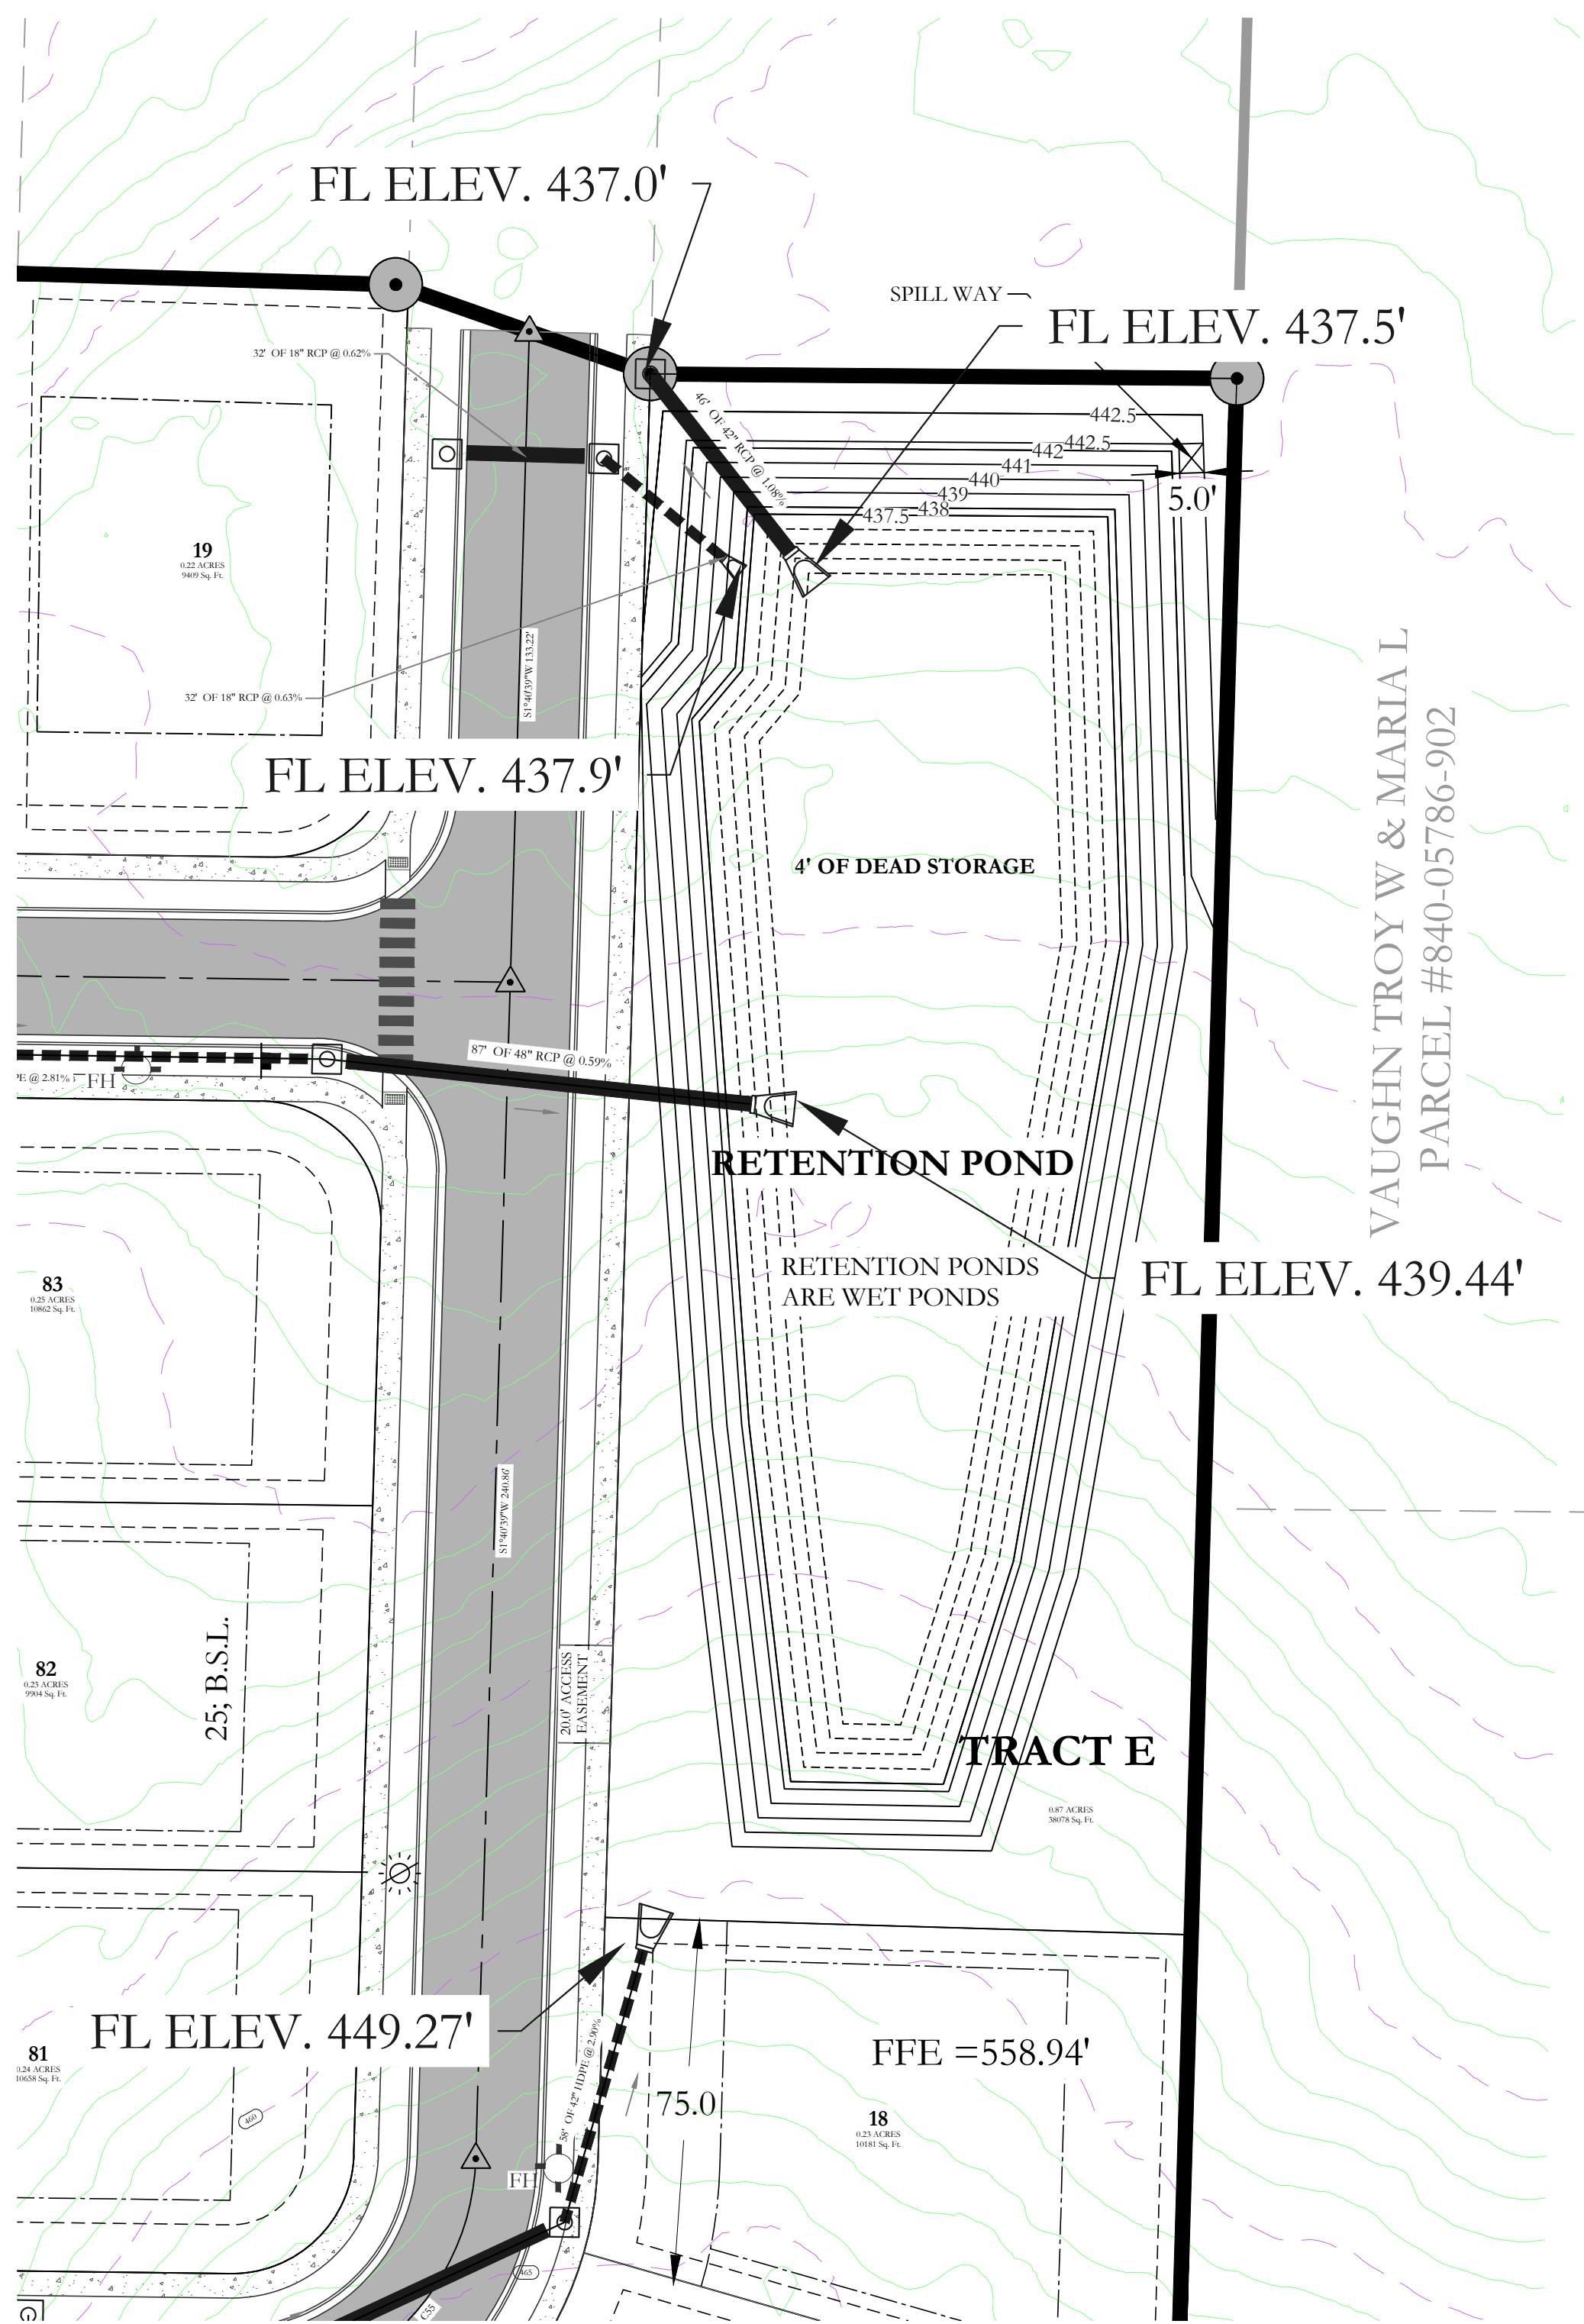 FL ELEV. 437.0'
SPILL WAY
FL ELEV. 437.5'
32' OF 18" RCP @ 0.62%
46' OF 42" RCP @ 1.08%
442.5
442.5
442
441
440
439
438
437.5
5.0'
19
0.22 ACRES
9409 Sq. Ft.
S1°40'39"W 133.22'
32' OF 18" RCP @ 0.63%
FL ELEV. 437.9'
VAUGHN TROY W & MARIA L
PARCEL #840-05786-902
4' OF DEAD STORAGE
87' OF 48" RCP @ 0.59%
PE @ 2.81%
FH
RETENTION POND
RETENTION PONDS
ARE WET PONDS
FL ELEV. 439.44'
83
0.25 ACRES
10862 Sq. Ft.
S1°40'39"W 240.86'
82
0.23 ACRES
9904 Sq. Ft.
25; B.S.L.
20.0' ACCESS
EASEMENT
TRACT E
0.87 ACRES
38078 Sq. Ft.
FL ELEV. 449.27'
58' OF 42" HDPE @ 2.90%
FFE =558.94'
81
0.24 ACRES
10658 Sq. Ft.
75.0
18
0.23 ACRES
10181 Sq. Ft.
460
FH
465
C55